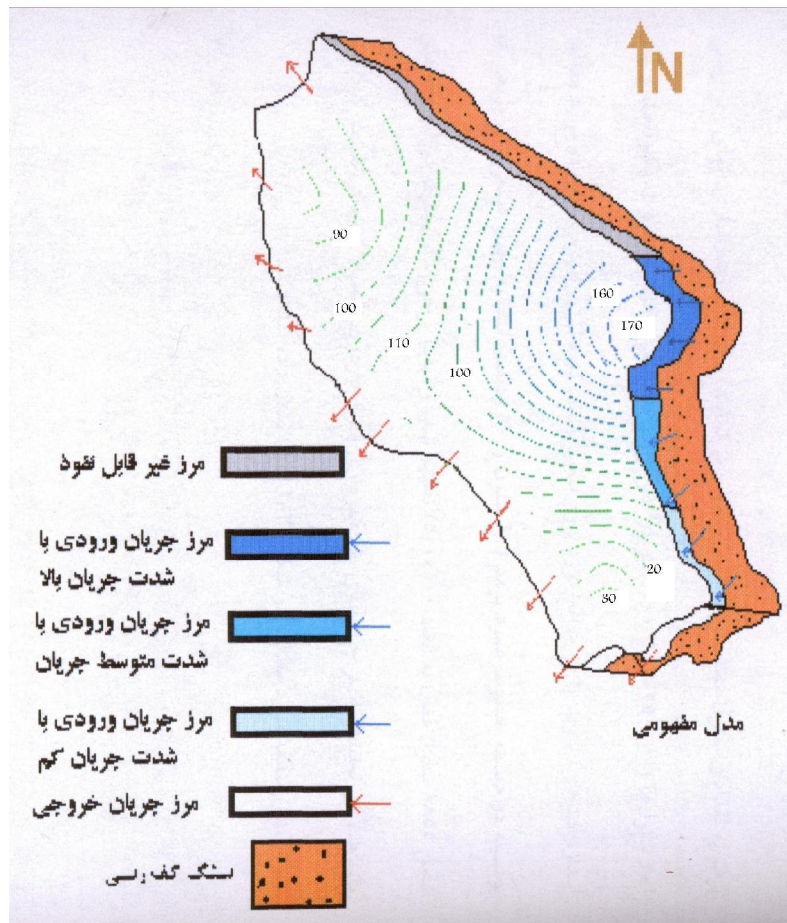 N
160
170
90
100
110
100
20
30
مرز غیر قابل نفوذ
مرز جریان ورودی با
شدت جریان بالا
مرز جریان ورودی با
شدت متوسط جریان
مرز جریان ورودی با
شدت جریان کم
مرز جریان خروجی
سنگ کف رسی
مدل مفهومی